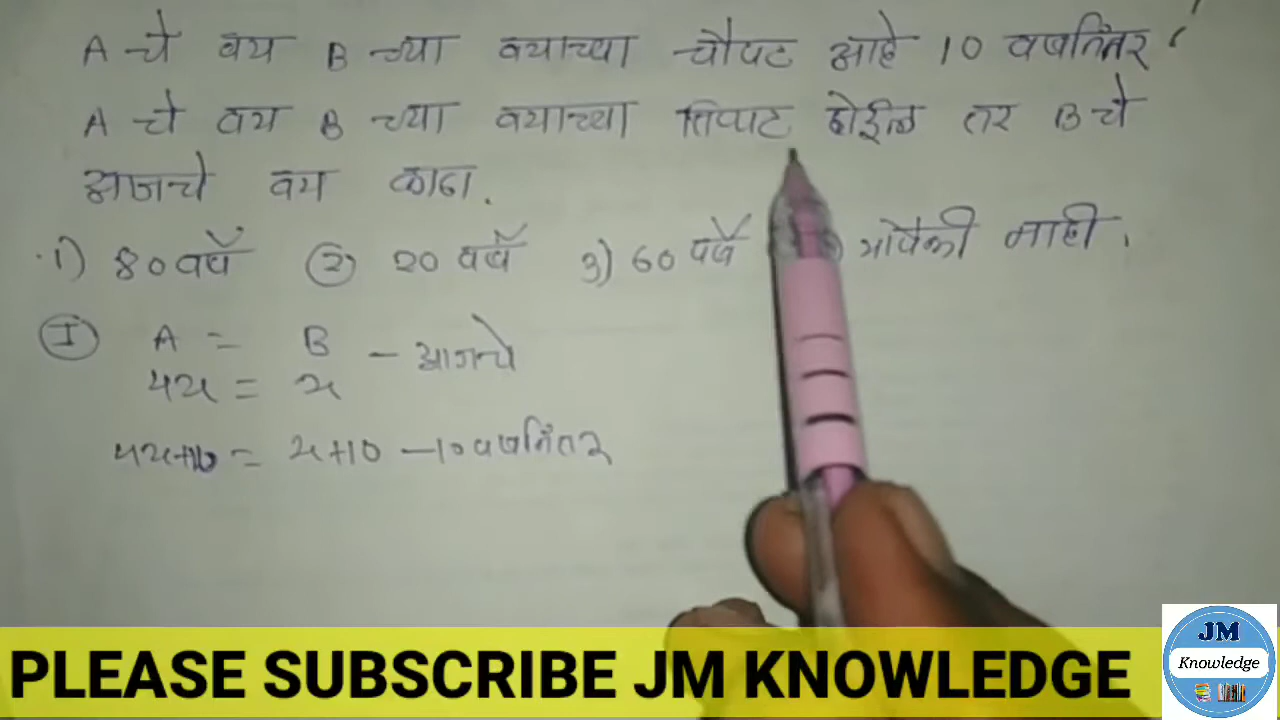 A चे वय B च्या वयाच्या चौपट आहे 10 वर्षानंतर
A चे वय B च्या वयाच्या तिप्पट होईल तर B चे
आजचे वय काढा.
1) 80 वर्षे 2) 20 वर्षे 3) 60 वर्षे यापैकी नाही.
I A = B - आजचे
4x = x
4x+10 = x+10 - 10 वर्षानंतर
PLEASE SUBSCRIBE JM KNOWLEDGE
JM
Knowledge